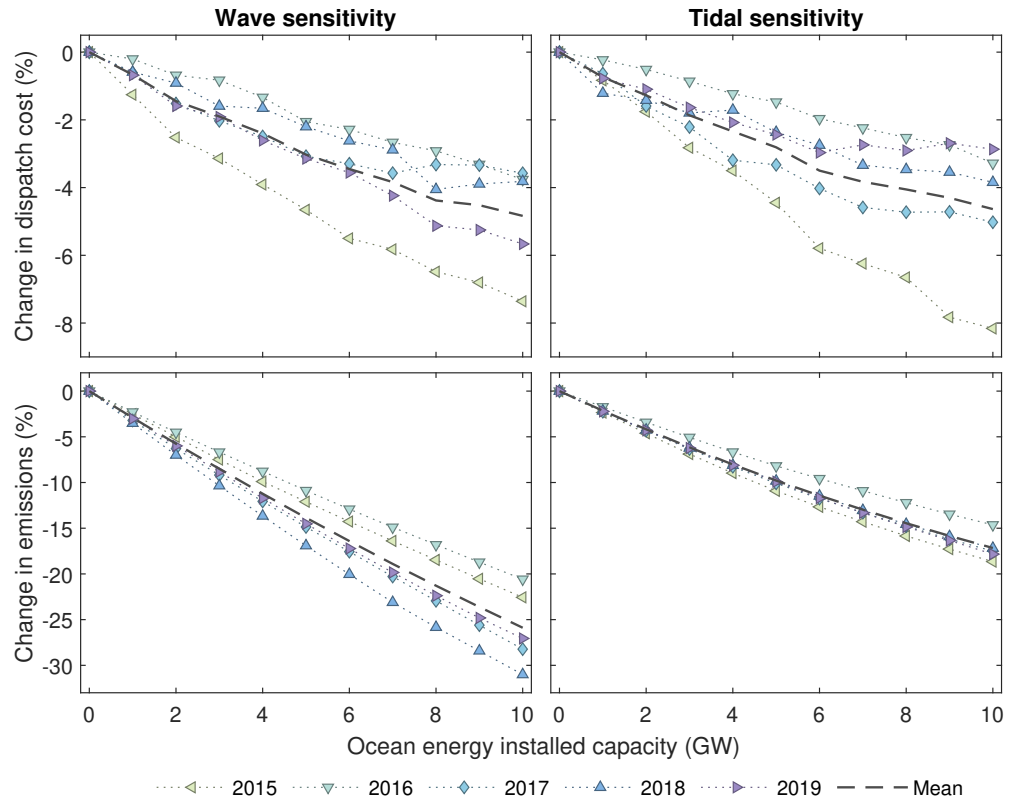 Wave sensitivity
Tidal sensitivity
Change in dispatch cost (%)
0
-2
-4
-6
-8
Change in emissions (%)
0
-5
-10
-15
-20
-25
-30
0 2 4 6 8 10
0 2 4 6 8 10
Ocean energy installed capacity (GW)
2015 2016 2017 2018 2019 Mean